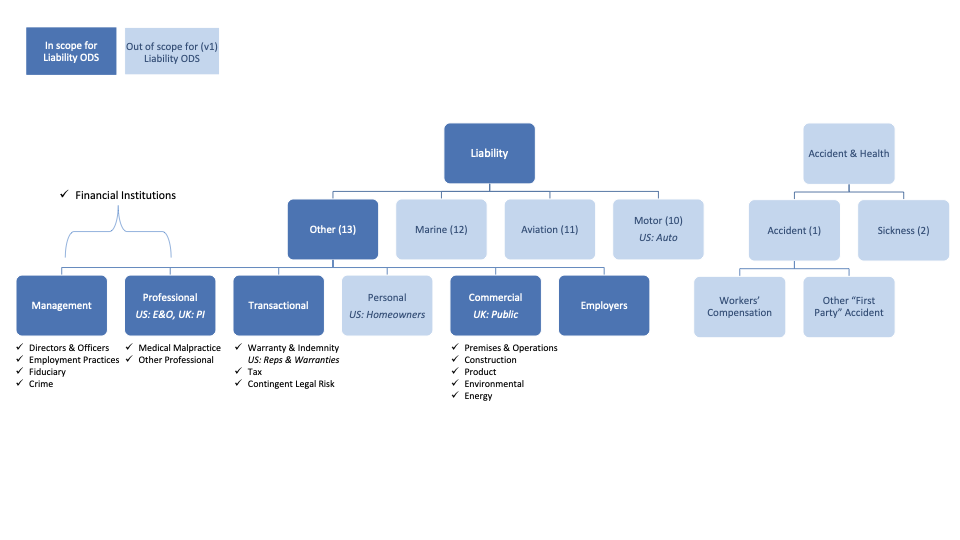 In scope for
Liability ODS
Out of scope for (v1)
Liability ODS
Liability
Accident & Health
✓ Financial Institutions
Other (13)
Marine (12)
Aviation (11)
Motor (10)
US: Auto
Accident (1)
Sickness (2)
Management
Professional
US: E&O, UK: PI
Transactional
Personal
US: Homeowners
Commercial
UK: Public
Employers
Workers’
Compensation
Other “First
Party” Accident
✓ Directors & Officers
✓ Employment Practices
✓ Fiduciary
✓ Crime
✓ Medical Malpractice
✓ Other Professional
✓ Warranty & Indemnity
US: Reps & Warranties
✓ Tax
✓ Contingent Legal Risk
✓ Premises & Operations
✓ Construction
✓ Product
✓ Environmental
✓ Energy